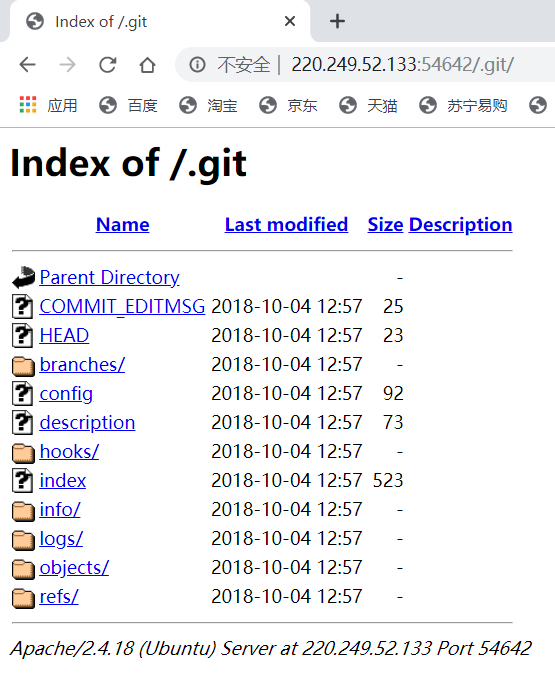 Index of /.git
不安全 | 220.249.52.133:54642/.git/
应用 百度 淘宝 京东 天猫 苏宁易购
Index of /.git
Name Last modified Size Description
Parent Directory -
COMMIT_EDITMSG 2018-10-04 12:57 25
HEAD 2018-10-04 12:57 23
branches/ 2018-10-04 12:57 -
config 2018-10-04 12:57 92
description 2018-10-04 12:57 73
hooks/ 2018-10-04 12:57 -
index 2018-10-04 12:57 523
info/ 2018-10-04 12:57 -
logs/ 2018-10-04 12:57 -
objects/ 2018-10-04 12:57 -
refs/ 2018-10-04 12:57 -
Apache/2.4.18 (Ubuntu) Server at 220.249.52.133 Port 54642